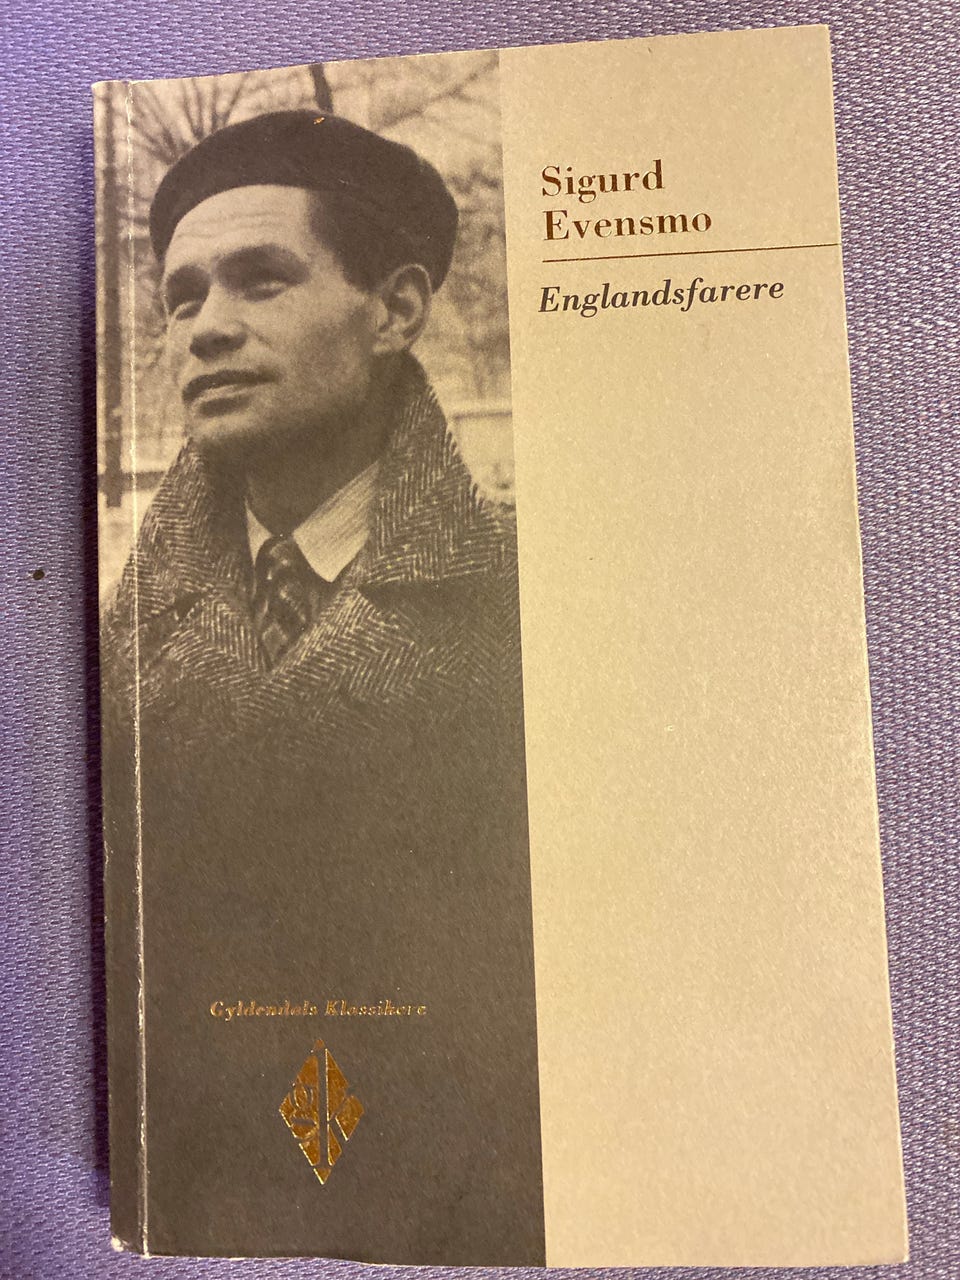 Sigurd
Evensmo
Englandsfarere
Gyldendals Klassikere